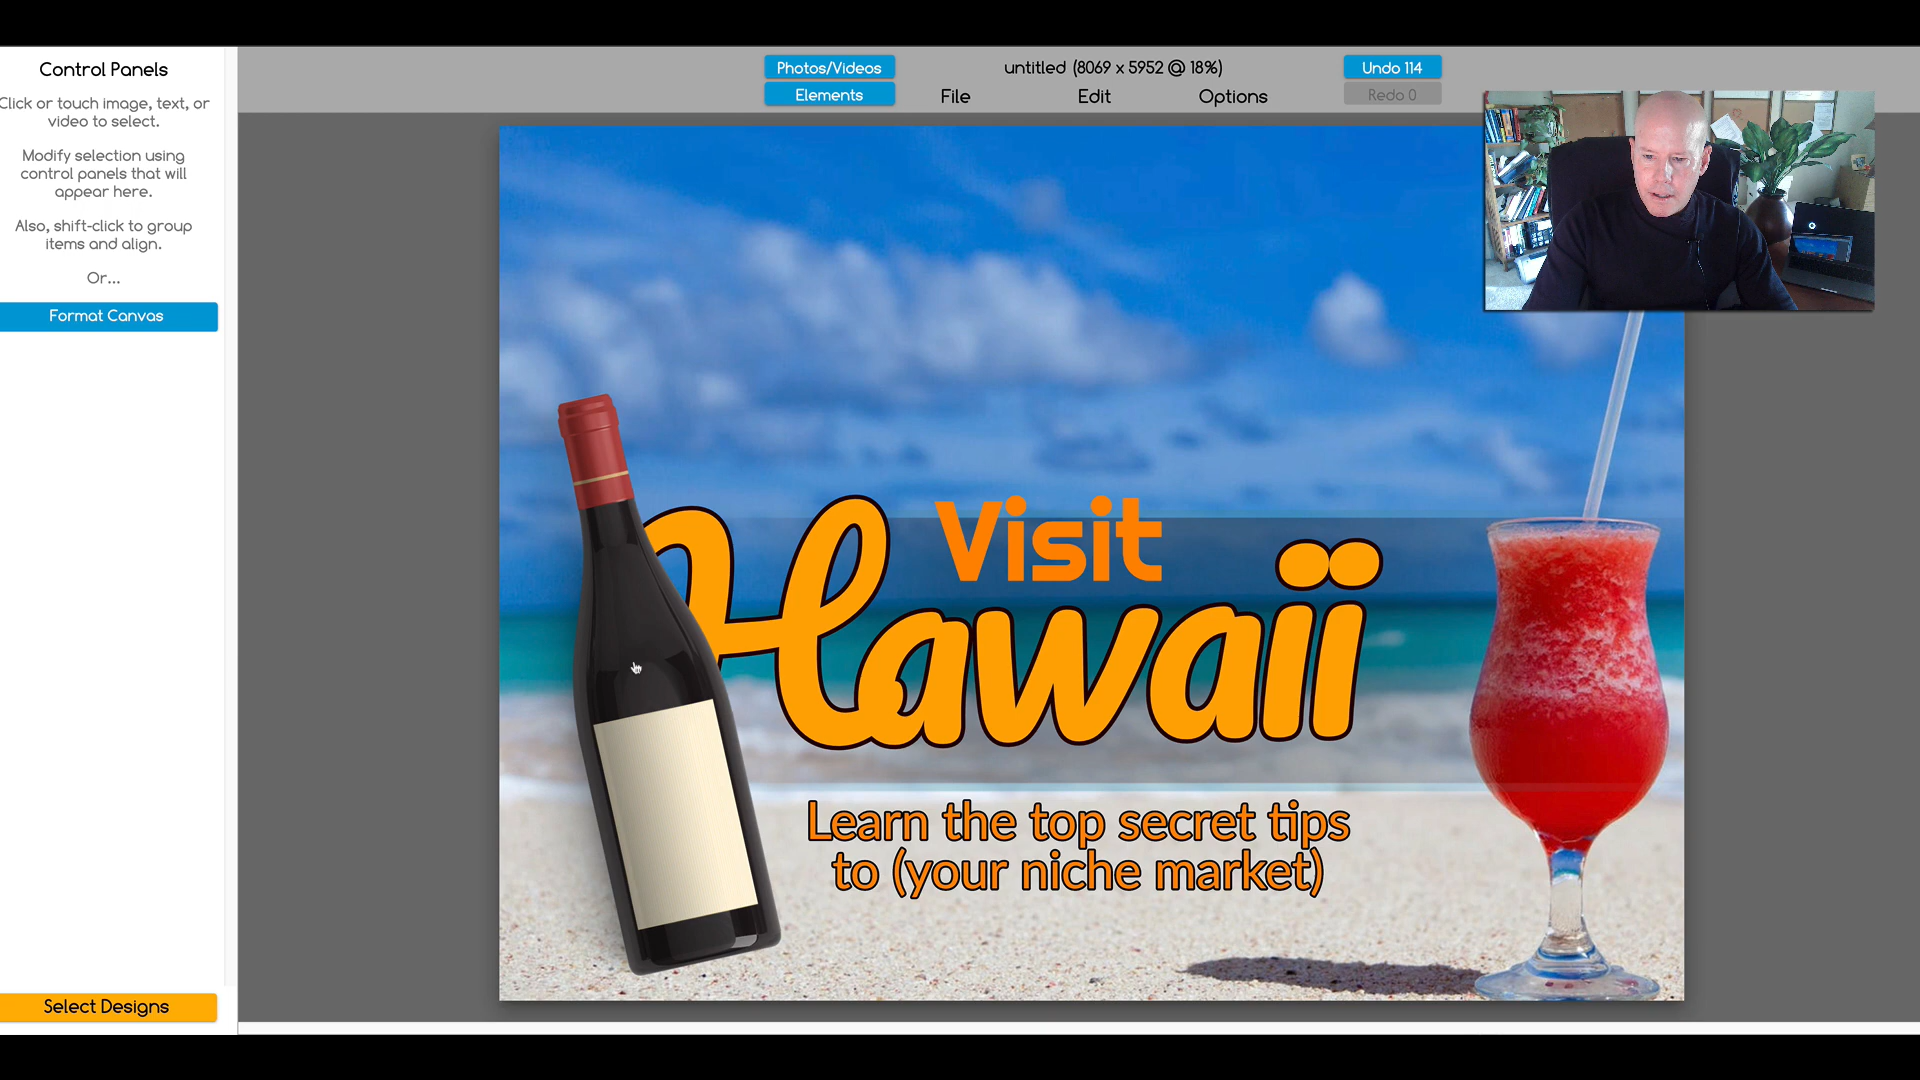 Control Panels
Click or touch image, text, or
video to select.
Modify selection using
control panels that will
appear here.
Also, shift-click to group
items and align.
Or...
Format Canvas
Select Designs
Photos/Videos
Elements
untitled (8069 x 5952 @ 18%)
File
Edit
Options
Undo 114
Redo 0
Visit
Hawaii
Learn the top secret tips
to (your niche market)